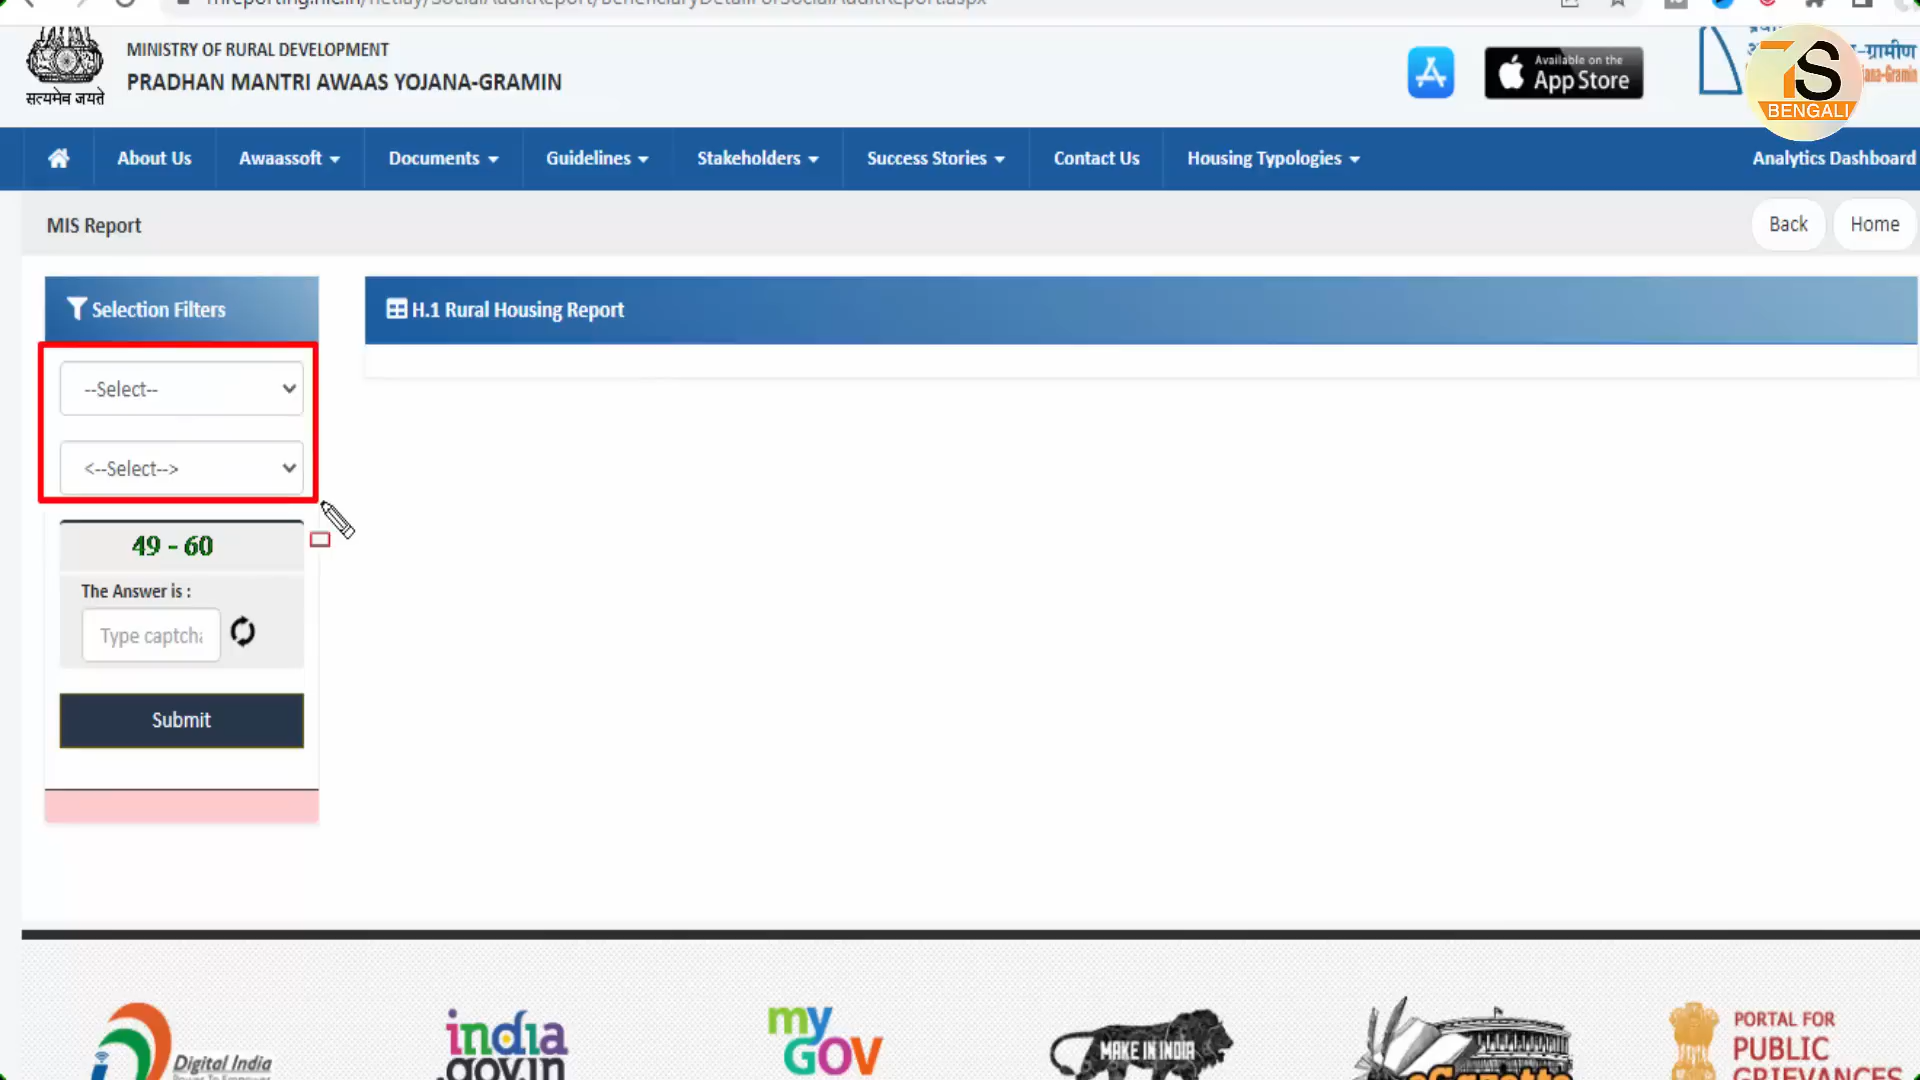 MINISTRY OF RURAL DEVELOPMENT
PRADHAN MANTRI AWAAS YOJANA-GRAMIN
सत्यमेव जयते
Available on the
App Store
-ग्रामीण
BENGALI
About Us
Awaassoft
Documents
Guidelines
Stakeholders
Success Stories
Contact Us
Housing Typologies
Analytics Dashboard
MIS Report
Back
Home
Selection Filters
H.1 Rural Housing Report
--Select--
<--Select-->
49 - 60
The Answer is :
Type captcha
Submit
Digital India
india
gov.in
my
GOV
MAKE IN INDIA
eGazette
PORTAL FOR
PUBLIC
GRIEVANCES